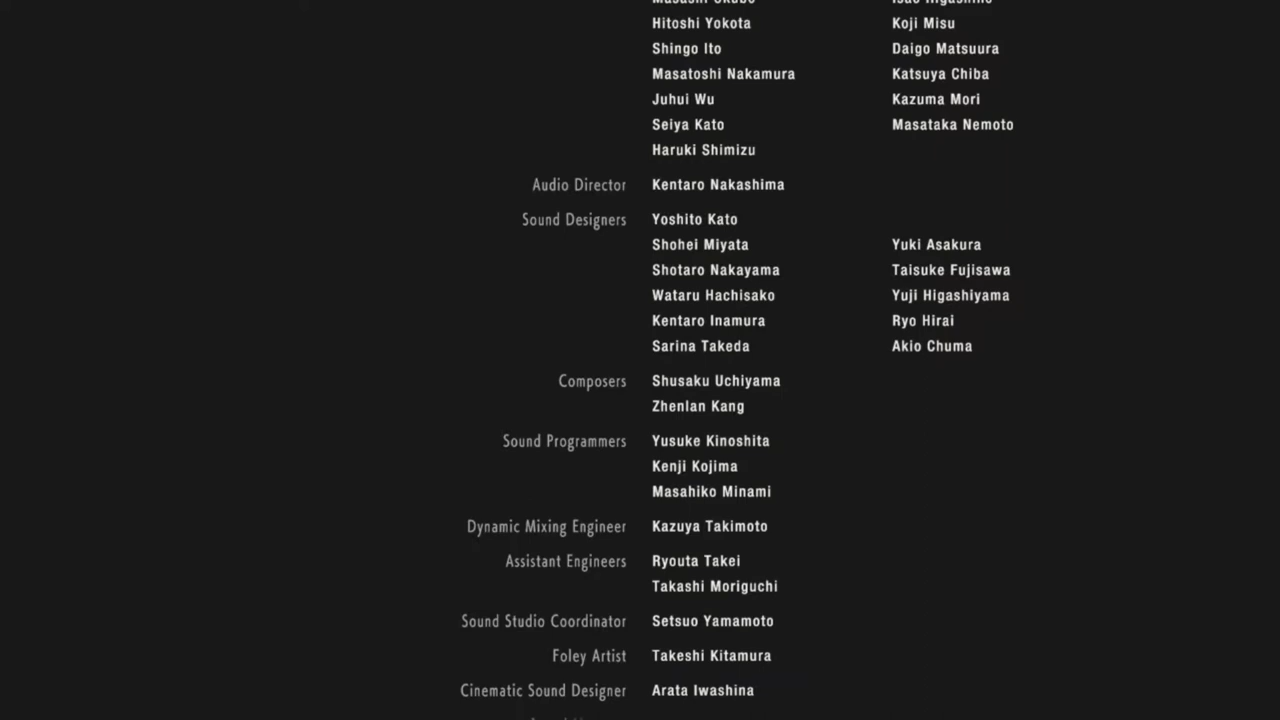 Hitoshi Yokota Koji Misu
Shingo Ito Daigo Matsuura
Masatoshi Nakamura Katsuya Chiba
Juhui Wu Kazuma Mori
Seiya Kato Masataka Nemoto
Haruki Shimizu
Audio Director Kentaro Nakashima
Sound Designers Yoshito Kato
Shohei Miyata Yuki Asakura
Shotaro Nakayama Taisuke Fujisawa
Wataru Hachisako Yuji Higashiyama
Kentaro Inamura Ryo Hirai
Sarina Takeda Akio Chuma
Composers Shusaku Uchiyama
Zhenlan Kang
Sound Programmers Yusuke Kinoshita
Kenji Kojima
Masahiko Minami
Dynamic Mixing Engineer Kazuya Takimoto
Assistant Engineers Ryouta Takei
Takashi Moriguchi
Sound Studio Coordinator Setsuo Yamamoto
Foley Artist Takeshi Kitamura
Cinematic Sound Designer Arata Iwashina